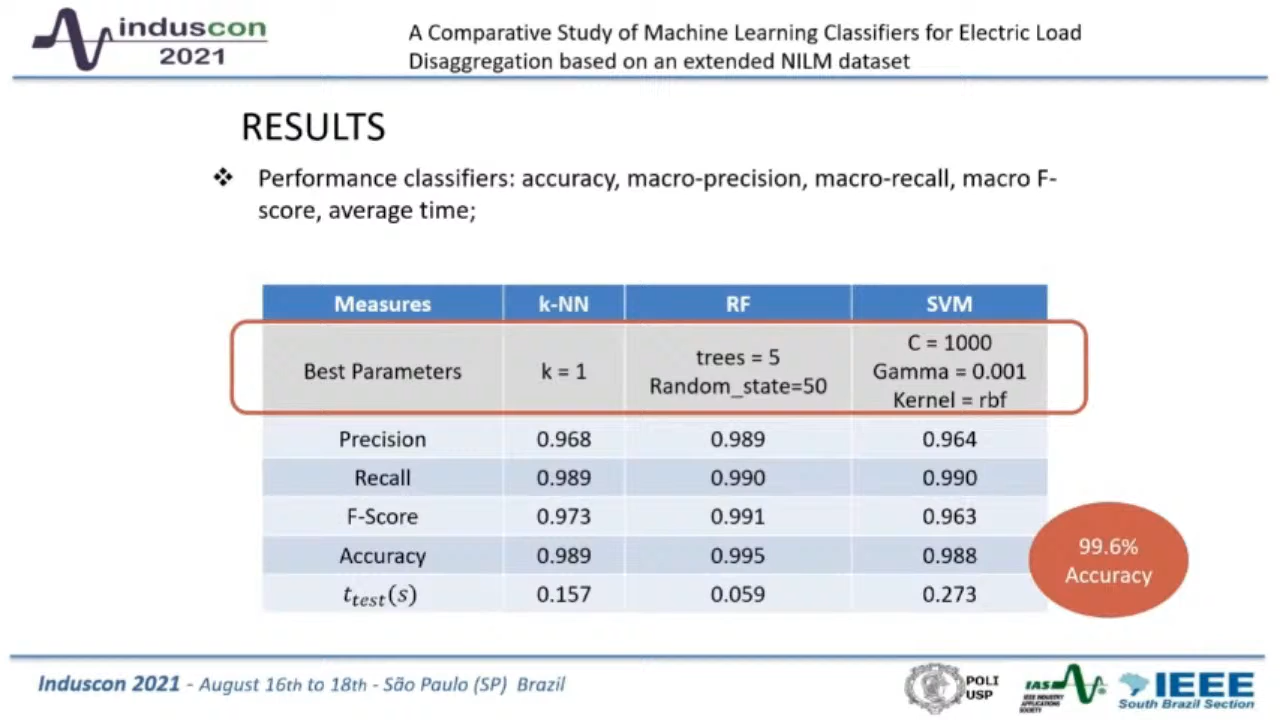 induscon
2021
A Comparative Study of Machine Learning Classifiers for Electric Load
Disaggregation based on an extended NILM dataset
RESULTS
❖ Performance classifiers: accuracy, macro-precision, macro-recall, macro F-
score, average time;
Measures k-NN RF SVM
Best Parameters k = 1 trees = 5 Random_state=50 C = 1000 Gamma = 0.001 Kernel = rbf
Precision 0.968 0.989 0.964
Recall 0.989 0.990 0.990
F-Score 0.973 0.991 0.963
Accuracy 0.989 0.995 0.988
t_test(s) 0.157 0.059 0.273
99.6%
Accuracy
Induscon 2021 - August 16th to 18th - São Paulo (SP) Brazil
POLI
USP
IAS
IEEE INDUSTRY
APPLICATIONS
SOCIETY
IEEE
South Brazil Section